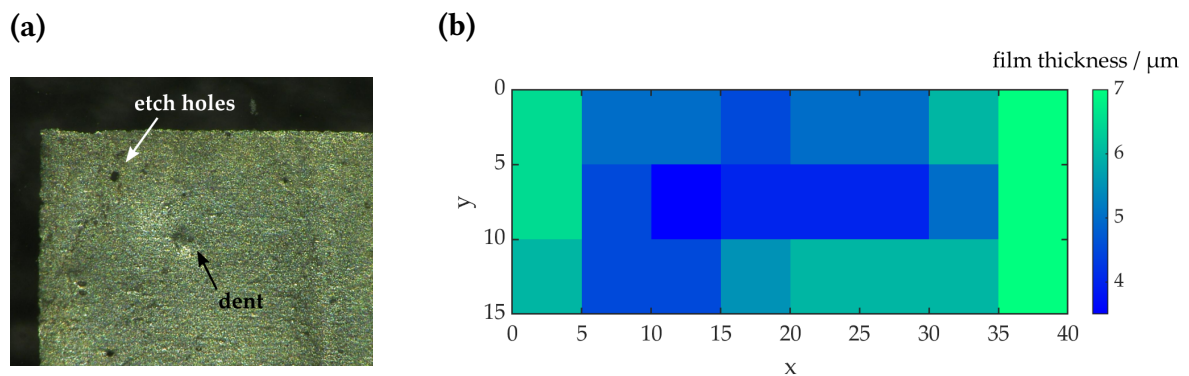 (a)
etch holes
dent
(b)
film thickness / μm
0
5
10
15
y
0 5 10 15 20 25 30 35 40
x
7
6
5
4